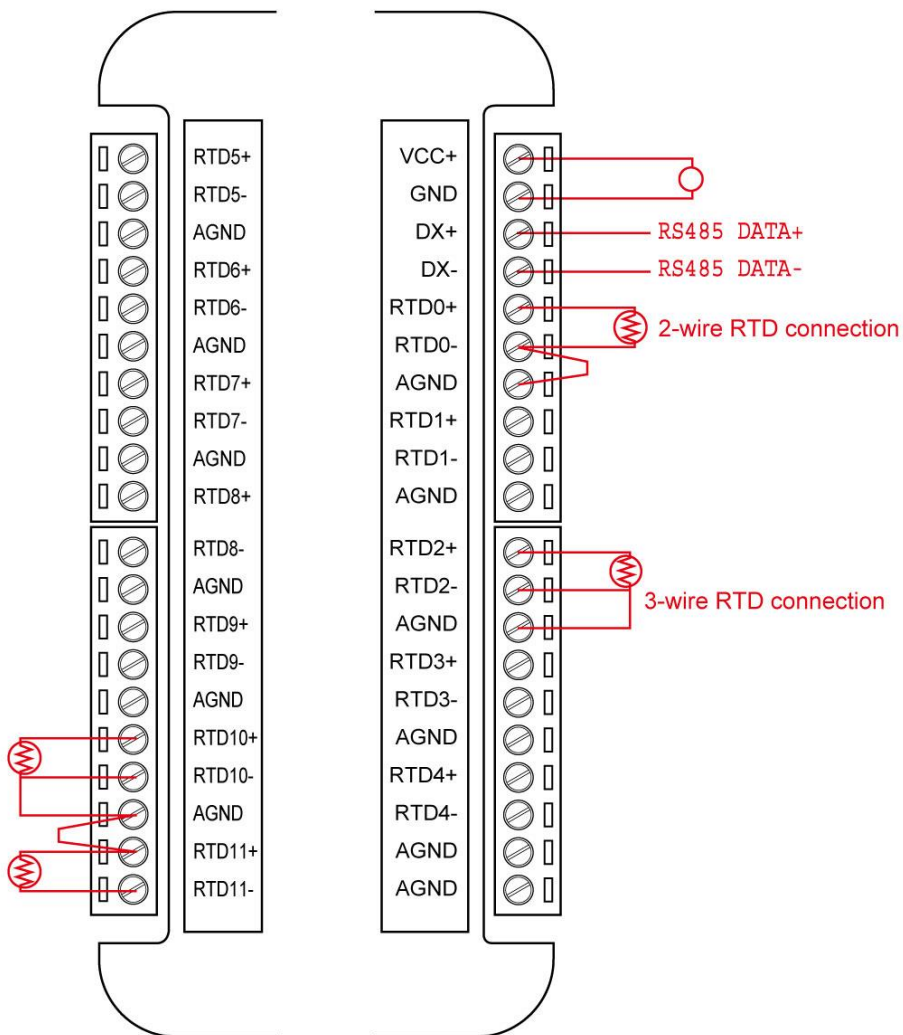 RTD5+
RTD5-
AGND
RTD6+
RTD6-
AGND
RTD7+
RTD7-
AGND
RTD8+
RTD8-
AGND
RTD9+
RTD9-
AGND
RTD10+
RTD10-
AGND
RTD11+
RTD11-
VCC+
GND
DX+
DX-
RTD0+
RTD0-
AGND
RTD1+
RTD1-
AGND
RTD2+
RTD2-
AGND
RTD3+
RTD3-
AGND
RTD4+
RTD4-
AGND
AGND
RS485 DATA+
RS485 DATA-
2-wire RTD connection
3-wire RTD connection